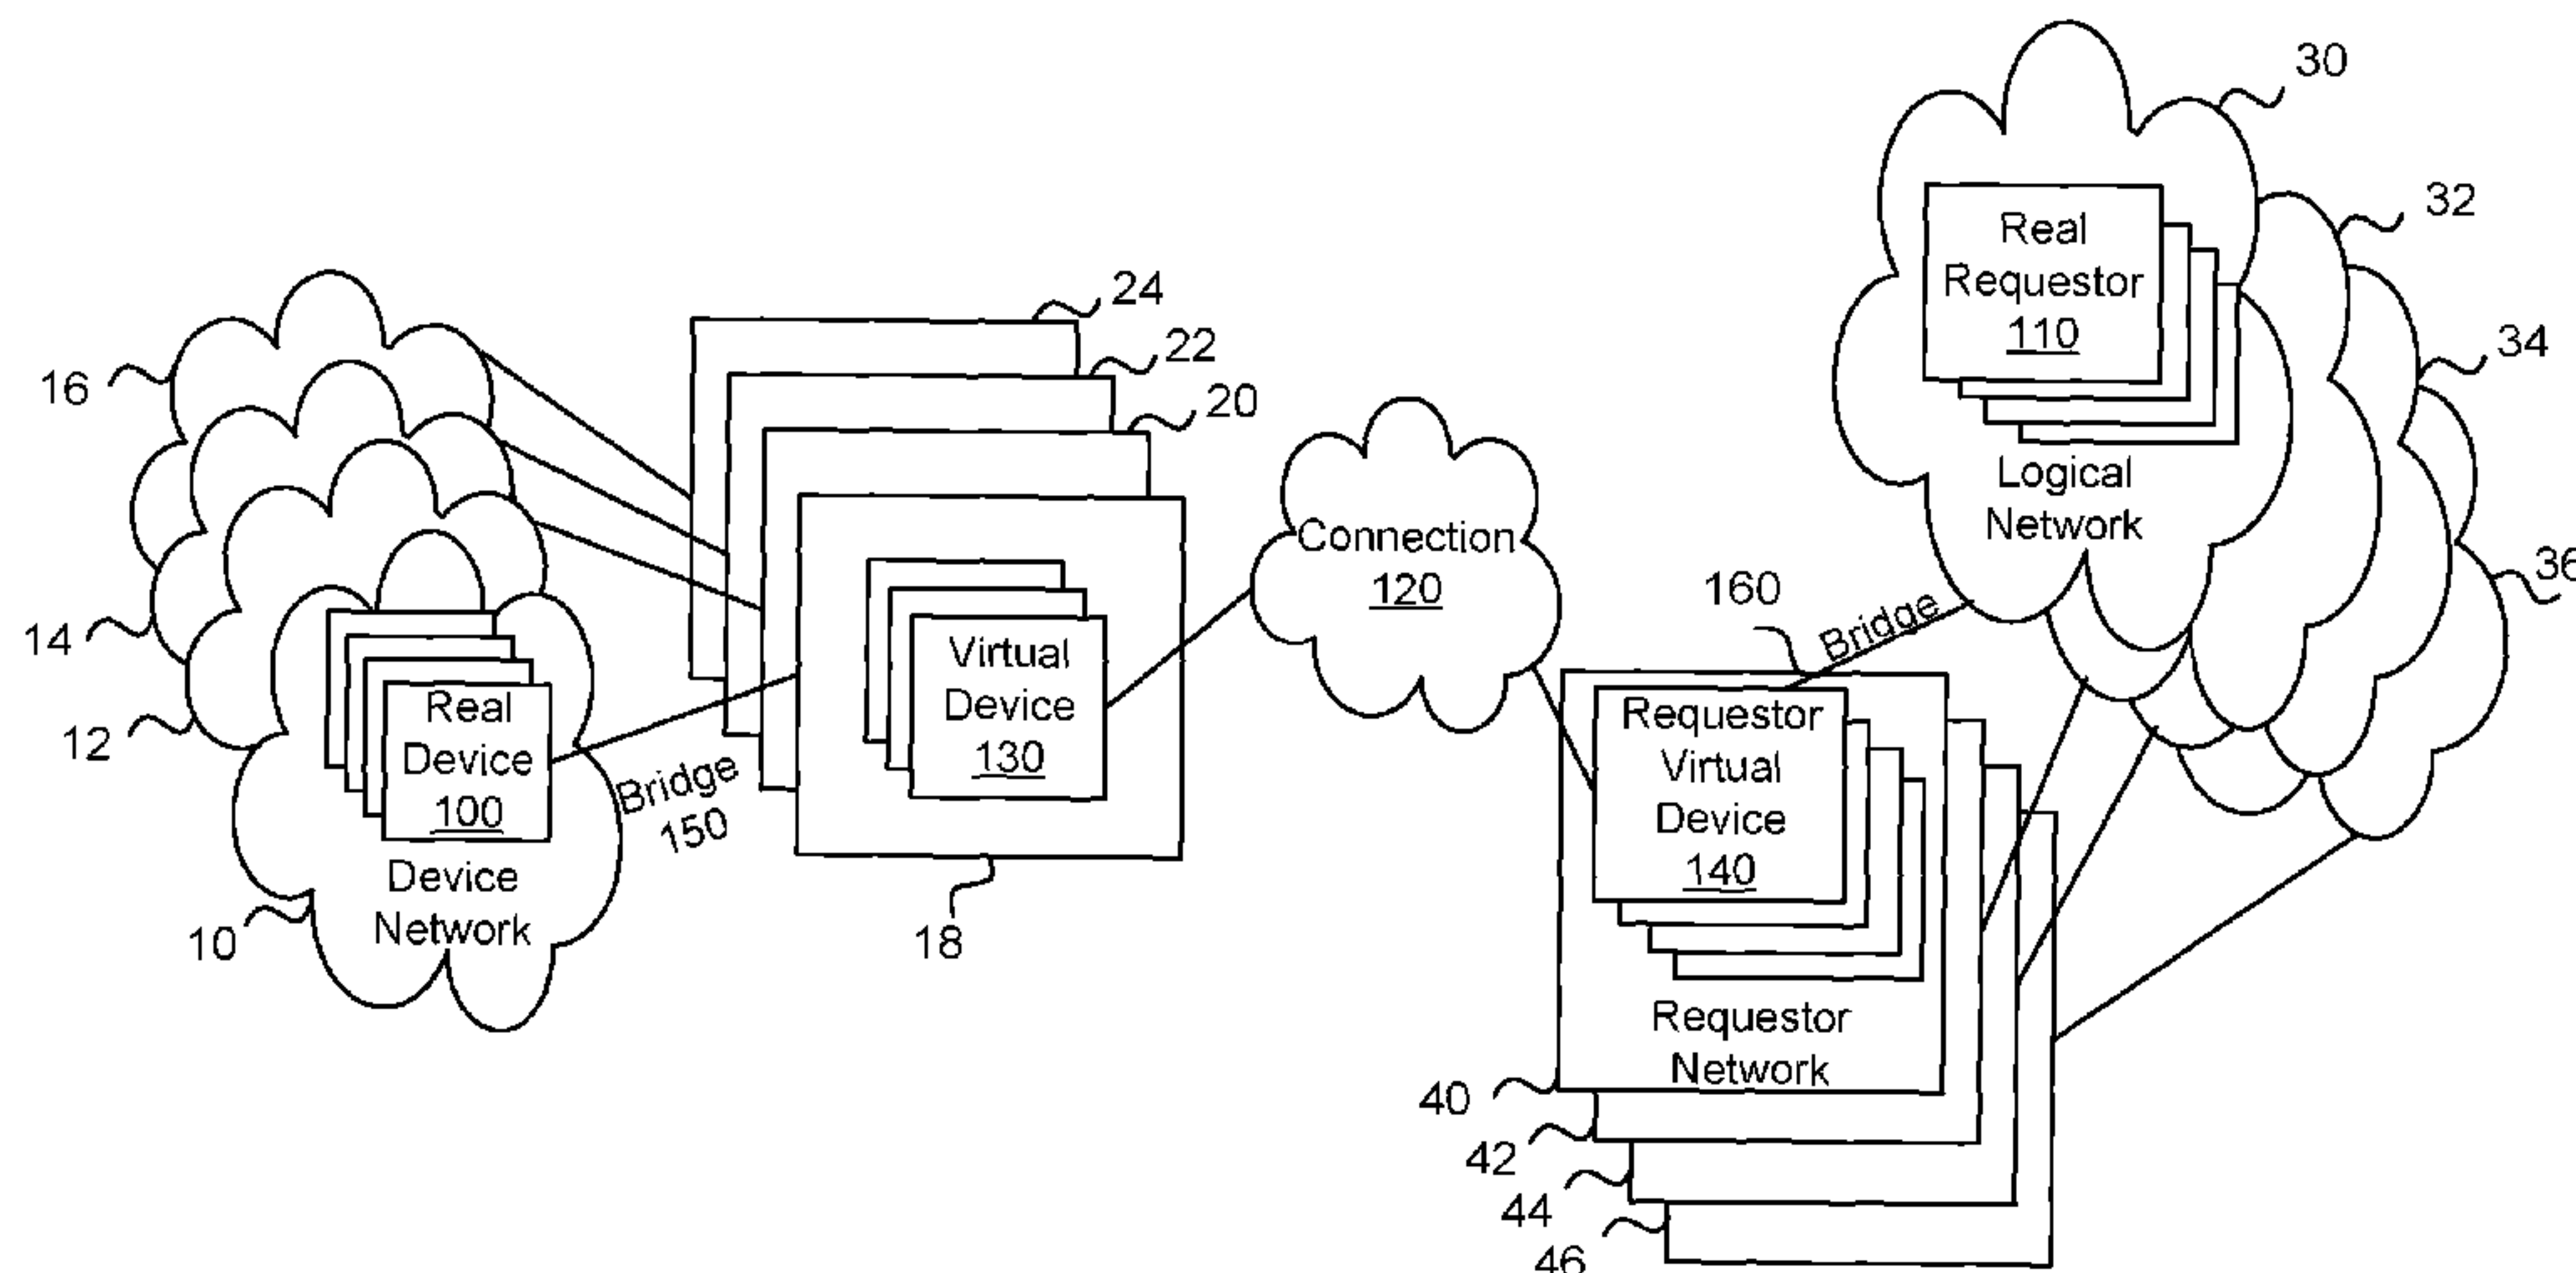 16
14
12
10
Real
Device
100
Device
Network
Bridge
150
24
22
20
Virtual
Device
130
18
Connection
120
160
Bridge
Requestor
Virtual
Device
140
Requestor
Network
40
42
44
46
Real
Requestor
110
Logical
Network
30
32
34
36